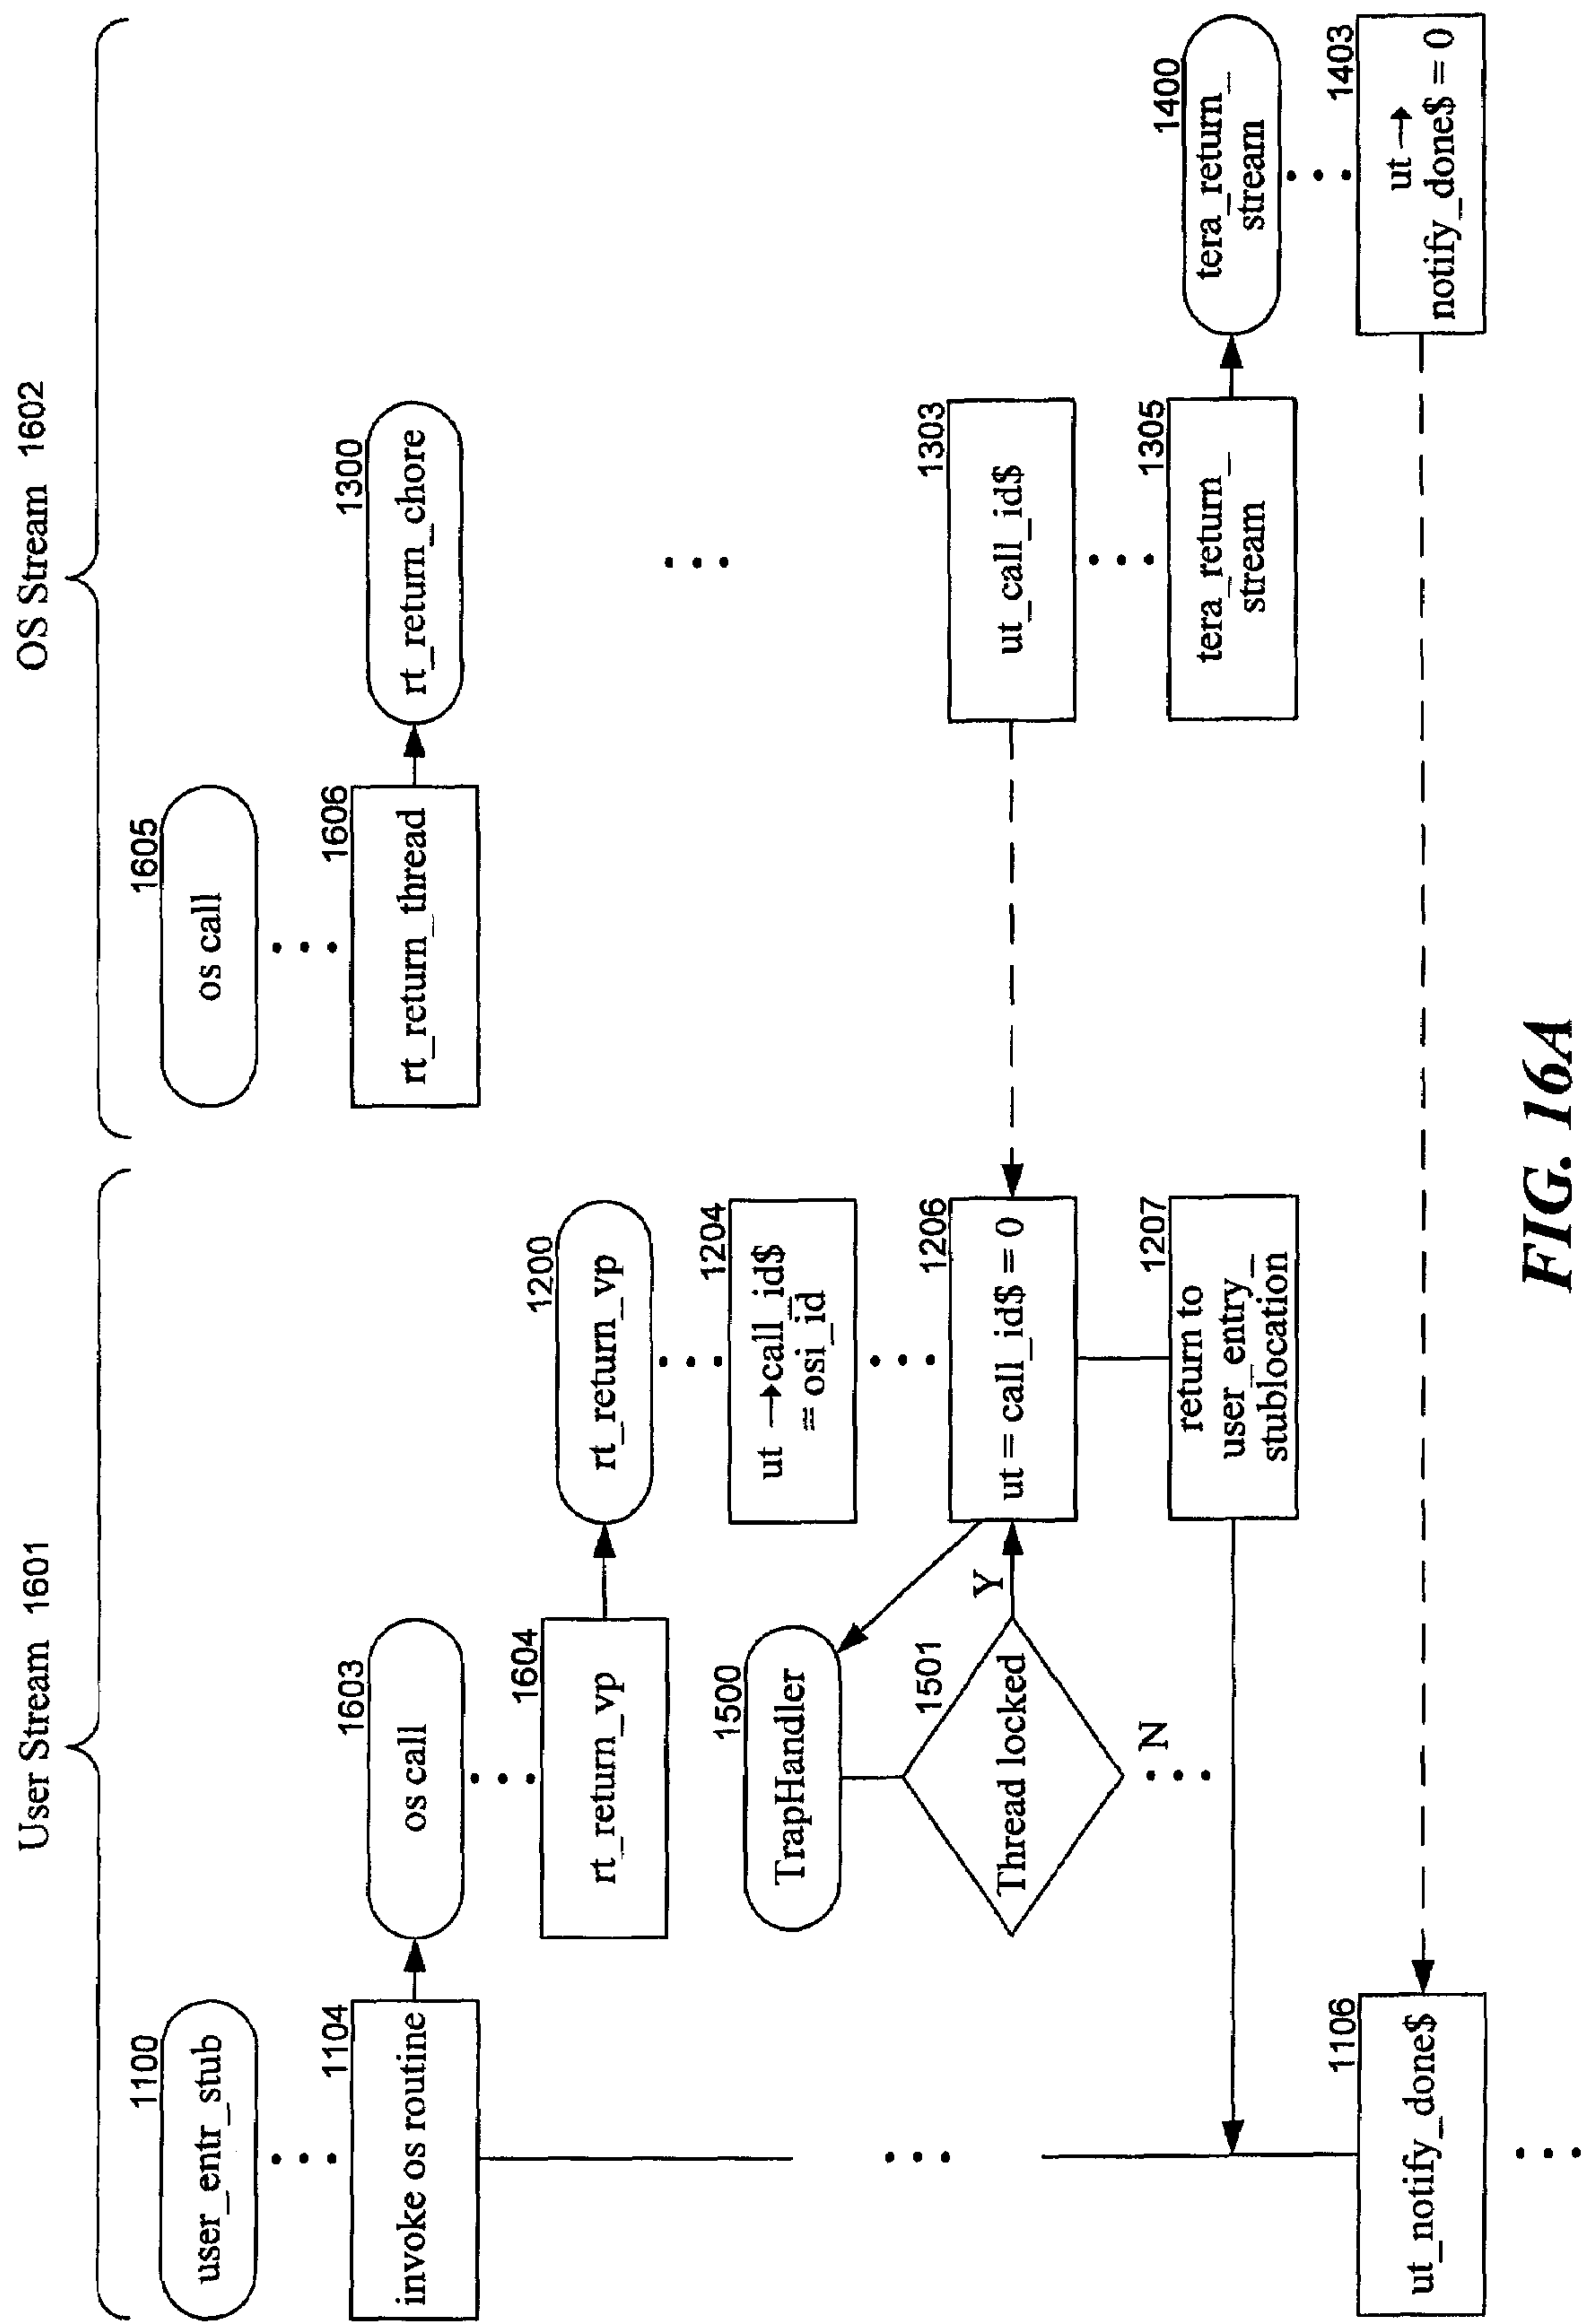 User Stream 1601
OS Stream 1602
1100
user_entr_stub
1104
invoke os routine
1603
os call
1604
rt_return_vp
1200
rt_return_vp
1204
ut →call_id$
= osi_id
1500
TrapHandler
1501
Thread locked
Y
N
1206
ut = call_id$ = 0
1207
return to
user_entry_
stublocation
1106
ut_notify_done$
1605
os call
1606
rt_return_thread
1300
rt_return_chore
1303
ut_call_id$
1305
tera_return_
stream
1400
tera_return_
stream
1403
ut →
notify_done$ = 0
FIG. 16A